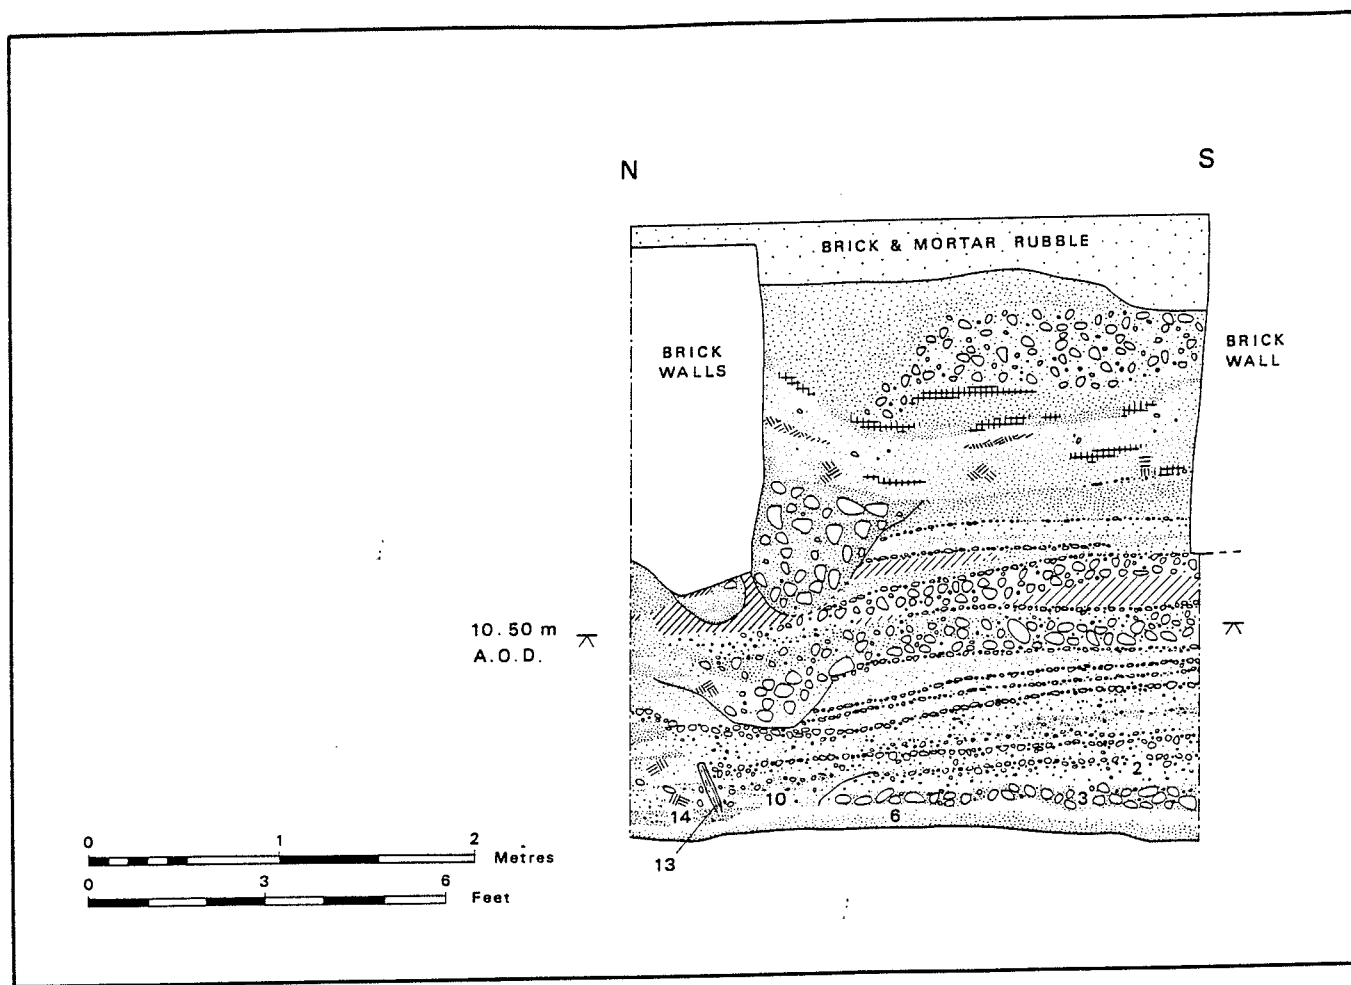 N S
BRICK & MORTAR RUBBLE
BRICK
WALLS
BRICK
WALL
10.50 m
A.O.D.
2
10
3
14
6
13
0 1 2
Metres
0 3 6
Feet